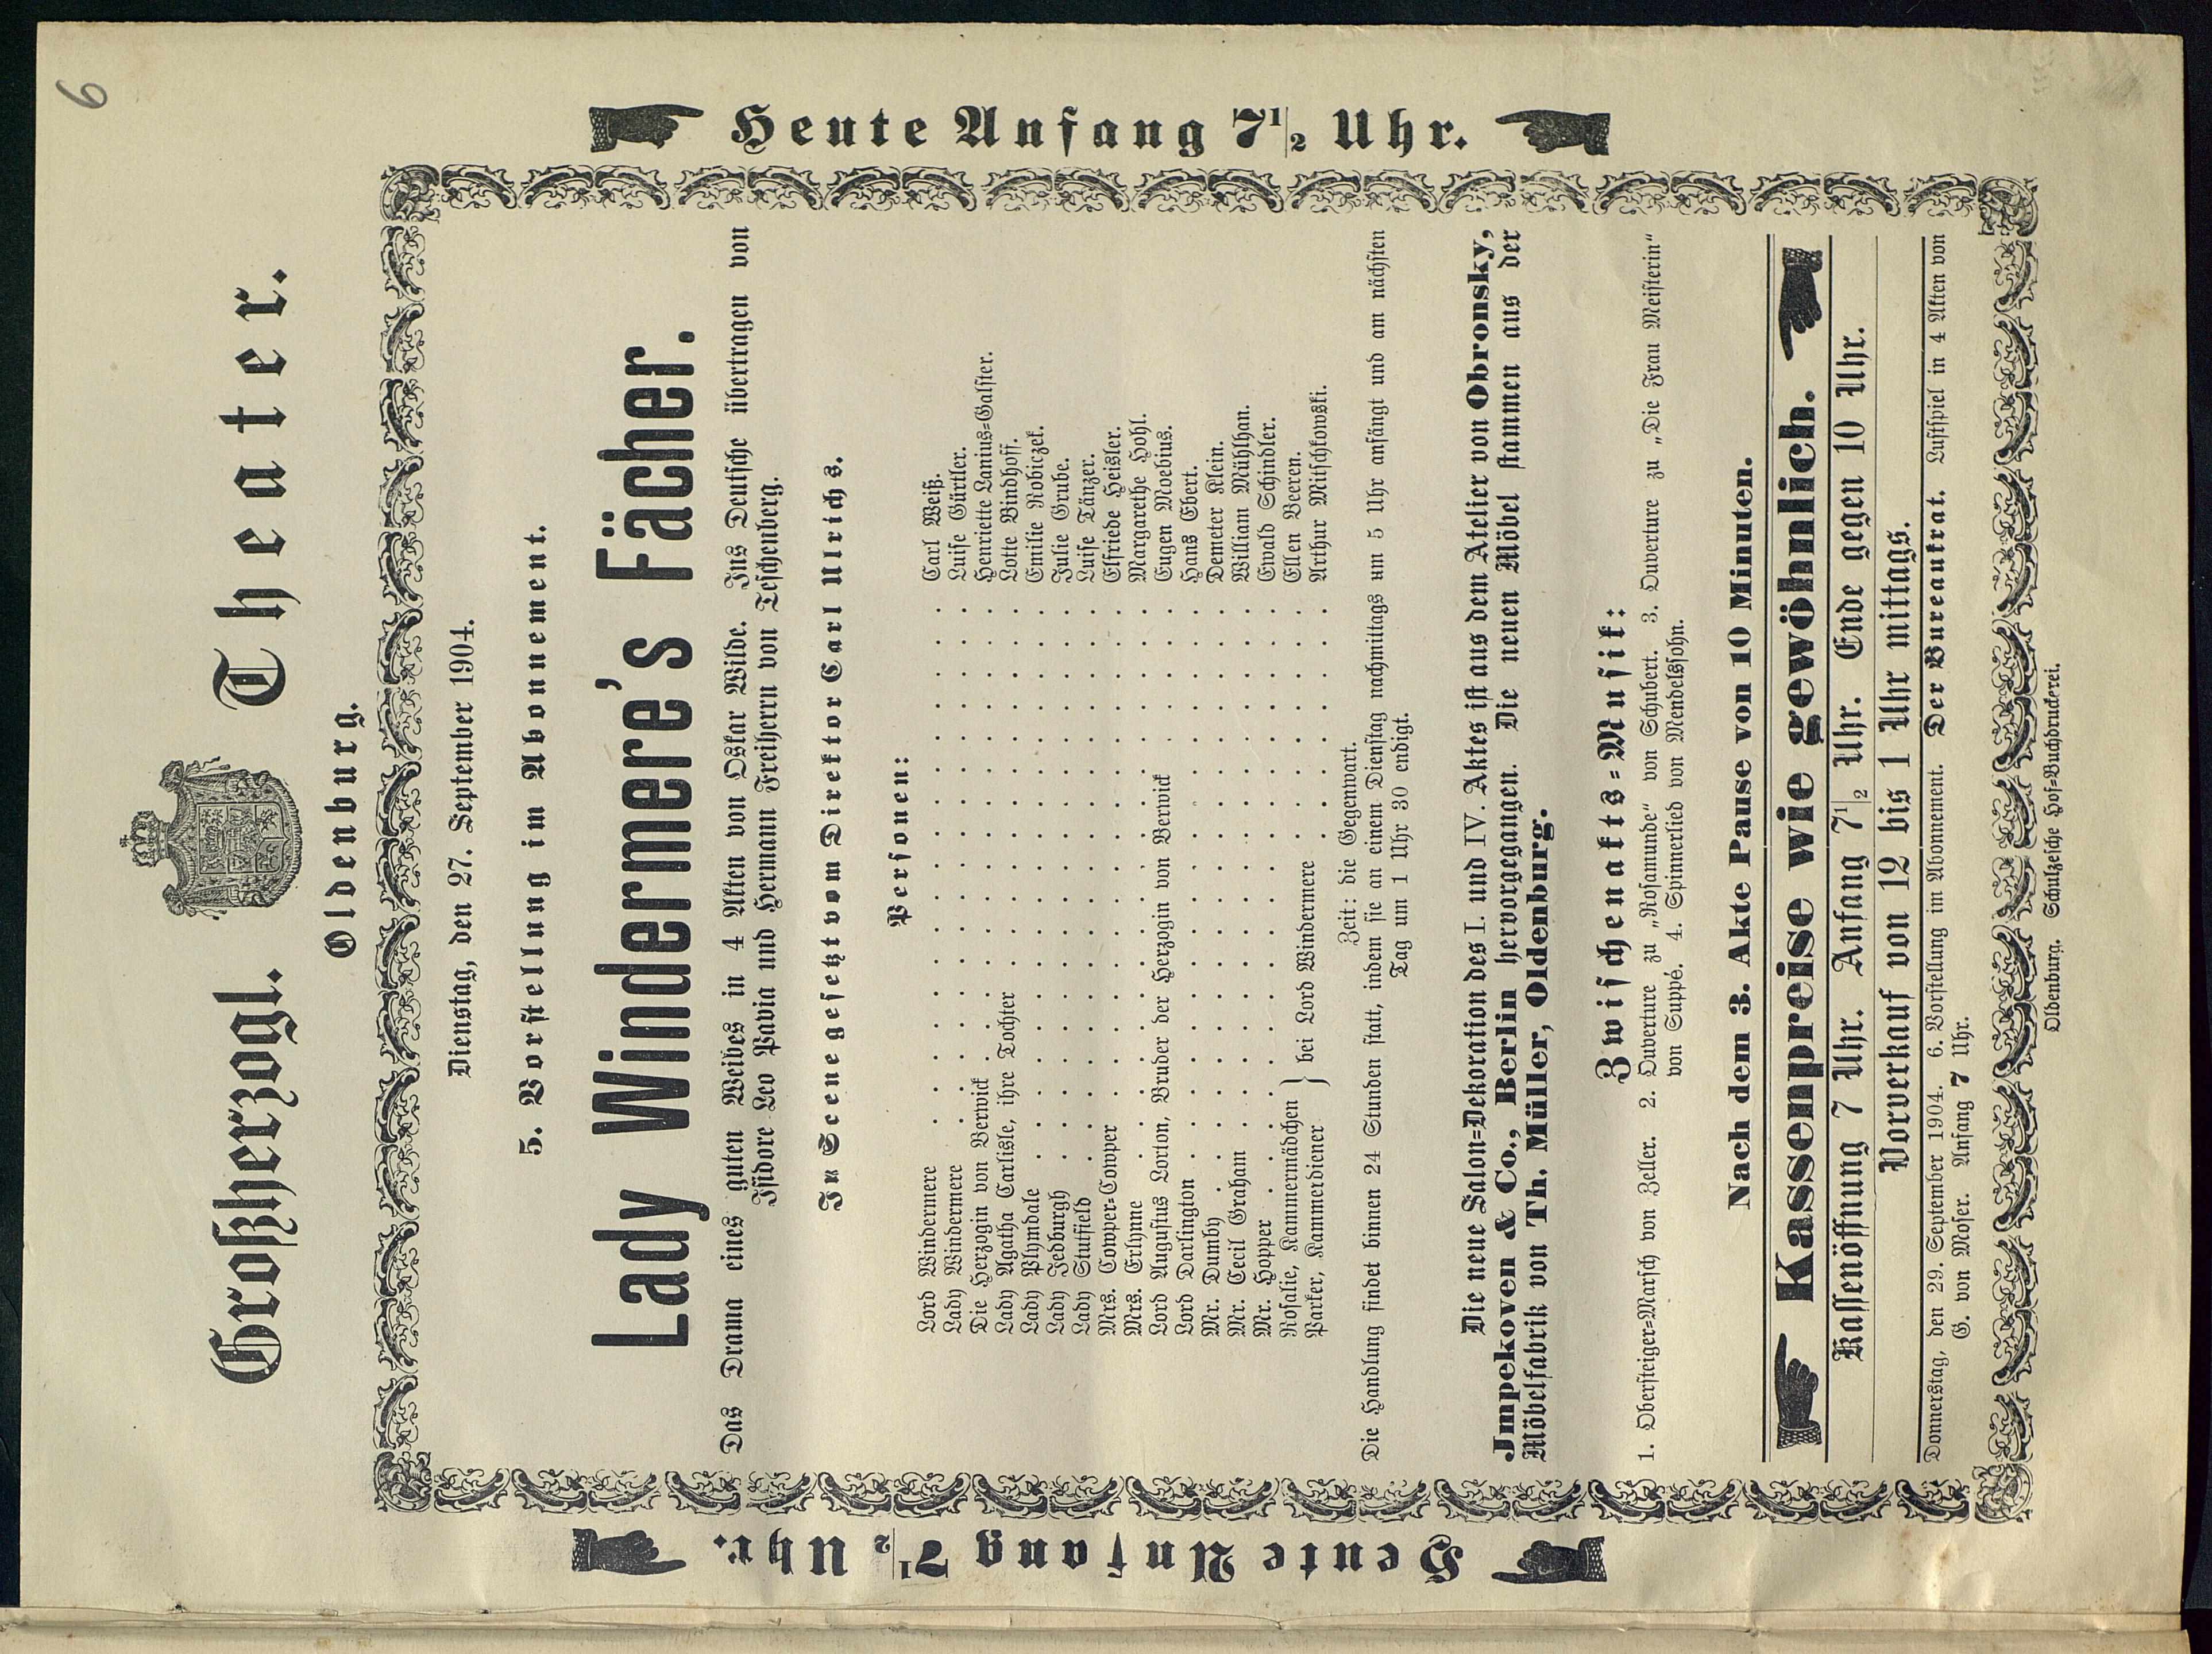 6
Großherzogl. Theater.
Oldenburg.
Heute Anfang 7 1/2 Uhr.
Heute Anfang 7 1/2 Uhr.
Dienstag, den 27. September 1904.
5. Vorstellung im Abonnement.
Lady Windermere's Fächer.
Das Drama eines guten Weibes in 4 Akten von Oskar Wilde. Ins Deutsche übertragen von
Isidore Leo Pavia und Hermann Freiherrn von Teschenberg.
In Scene gesetzt vom Direktor Carl Ulrichs.
Personen:
Lord Windermere . . . . . . . . . Carl Weiß.
Lady Windermere . . . . . . . . . Luise Gürtler.
Die Herzogin von Berwick . . . . . . . . . Henriette Lanius-Galster.
Lady Agatha Carlisle, ihre Tochter . . . . . . . . . Lotte Bindhoff.
Lady Plymdale . . . . . . . . . Emilie Robiczek.
Lady Jedburgh . . . . . . . . . Julie Grube.
Lady Stutfield . . . . . . . . . Luise Tänzer.
Mrs. Cowper-Cowper . . . . . . . . . Elfriede Heisler.
Mrs. Erlynne . . . . . . . . . Margarethe Hohl.
Lord Augustus Lorton, Bruder der Herzogin von Berwick . . . . Eugen Moebius.
Lord Darlington . . . . . . . . . Hans Ebert.
Mr. Dumby . . . . . . . . . Demeter Klein.
Mr. Cecil Graham . . . . . . . . . William Mühlhan.
Mr. Hopper . . . . . . . . . Ewald Schindler.
Rosalie, Kammermädchen } bei Lord Windermere . . . . Ellen Beeren.
Parker, Kammerdiener } . . . . Arthur Mitschkowski.
Zeit: die Gegenwart.
Die Handlung findet binnen 24 Stunden statt, indem sie an einem Dienstag nachmittags um 5 Uhr anfängt und am nächsten
Tag um 1 Uhr 30 endigt.
Die neue Salon-Dekoration des I. und IV. Aktes ist aus dem Atelier von Obronsky,
Impekoven & Co., Berlin hervorgegangen. Die neuen Möbel stammen aus der
Möbelfabrik von Th. Müller, Oldenburg.
Zwischenakts-Musik:
1. Obersteiger-Marsch von Zeller. 2. Ouverture zu „Rosamunde“ von Schubert. 3. Ouverture zu „Die Frau Meisterin“
von Suppé. 4. Spinnerlied von Mendelssohn.
Nach dem 3. Akte Pause von 10 Minuten.
Kassenpreise wie gewöhnlich.
Kassenöffnung 7 Uhr. Anfang 7 1/2 Uhr. Ende gegen 10 Uhr.
Vorverkauf von 12 bis 1 Uhr mittags.
Donnerstag, den 29. September 1904. 6. Vorstellung im Abonnement. Der Bureaukrat. Lustspiel in 4 Akten von
G. von Moser. Anfang 7 Uhr.
Oldenburg. Schulzesche Hof-Buchdruckerei.